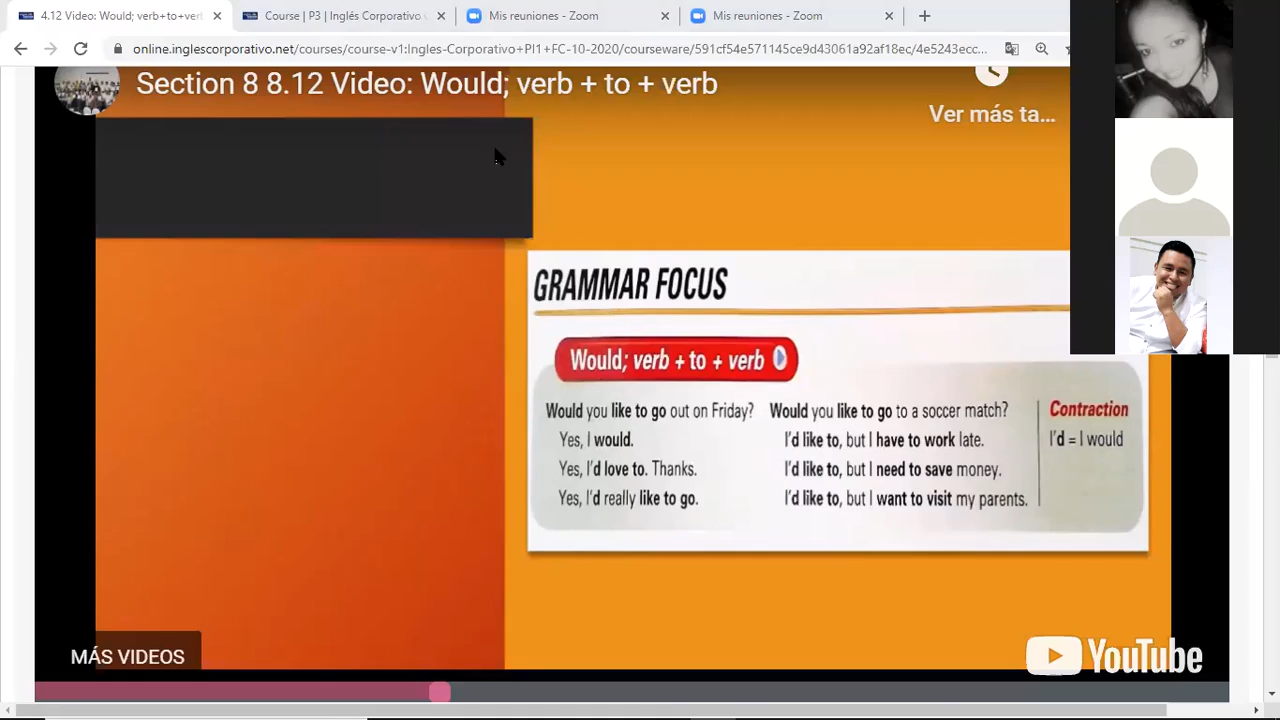 4.12 Video: Would; verb+to+verb
Course | P3 | Inglés Corporativo
Mis reuniones - Zoom
Mis reuniones - Zoom
online.inglescorporativo.net/courses/course-v1:Ingles-Corporativo+PI1+FC-10-2020/courseware/591cf54e571145ce9d43061a92af18ec/4e5243ecc...
Section 8 8.12 Video: Would; verb + to + verb
Ver más ta...
GRAMMAR FOCUS
Would; verb + to + verb
Would you like to go out on Friday?
Yes, I would.
Yes, I'd love to. Thanks.
Yes, I'd really like to go.
Would you like to go to a soccer match?
I'd like to, but I have to work late.
I'd like to, but I need to save money.
I'd like to, but I want to visit my parents.
Contraction
I'd = I would
MÁS VIDEOS
YouTube